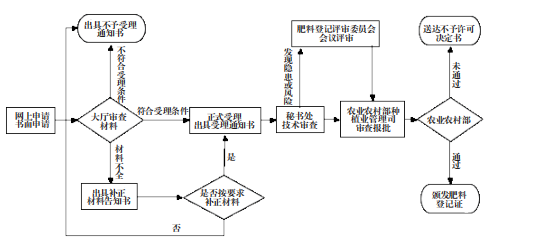 出具不予受理
通知书
不符合受理条件
网上申请
书面申请
大厅审查
材料
符合受理条件
正式受理
出具受理通知书
材料不全
出具补正
材料告知书
是否按要求
补正材料
是
否
秘书处
技术审查
发现隐患或风险
肥料登记评审委员会
会议评审
农业农村部种
植业管理司
审查报批
农业农村部
未通过
送达不予许可
决定书
通过
颁发肥料
登记证